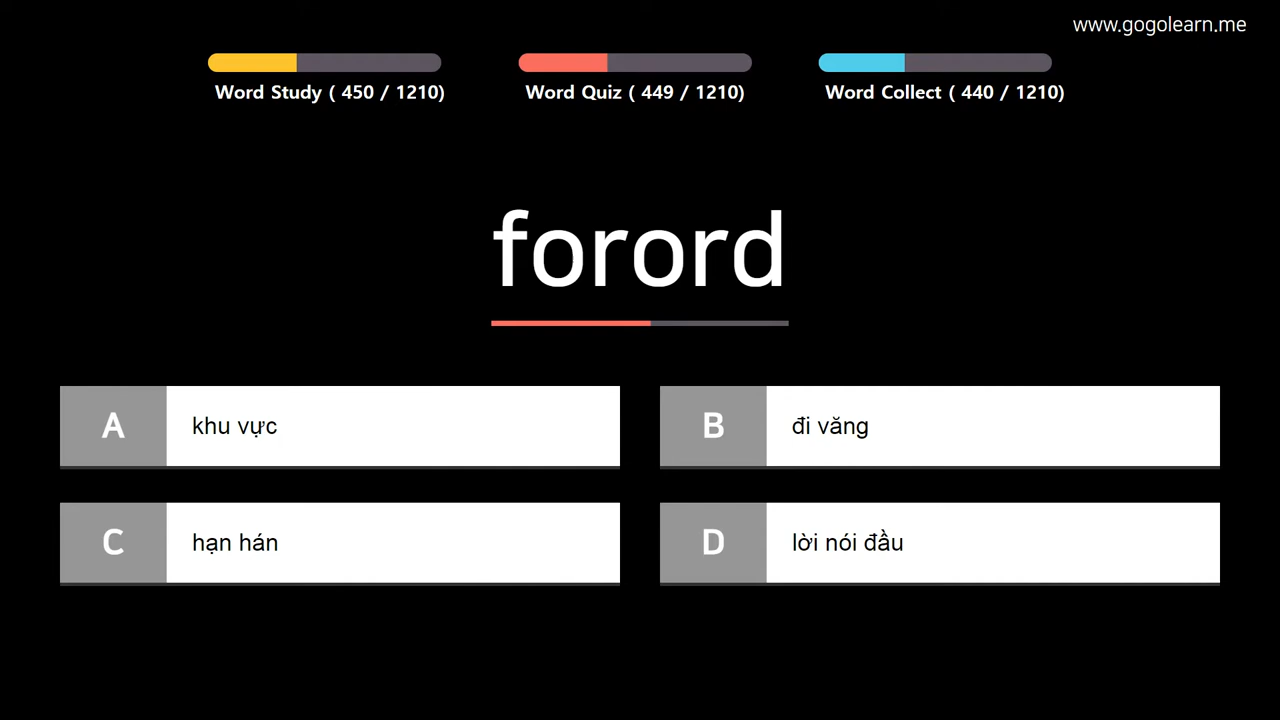 www.gogolearn.me
Word Study ( 450 / 1210)
Word Quiz ( 449 / 1210)
Word Collect ( 440 / 1210)
forord
A khu vực
B đi văng
C hạn hán
D lời nói đầu